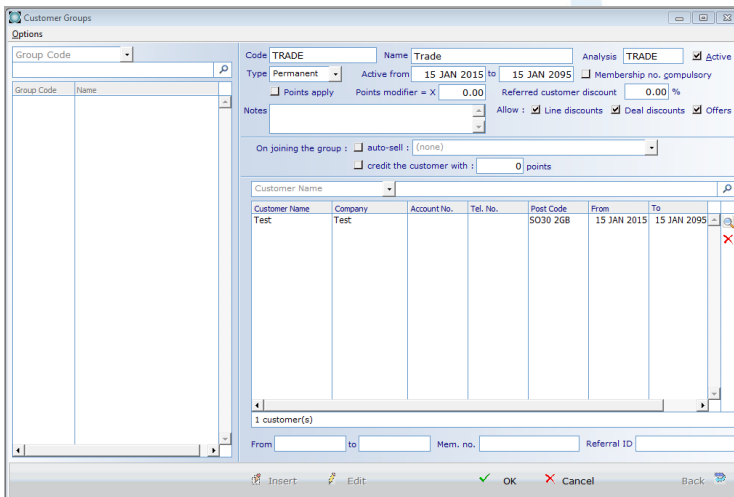 Customer Groups
Options
Group Code
Group Code Name
Code TRADE Name Trade Analysis TRADE Active
Type Permanent Active from 15 JAN 2015 to 15 JAN 2095 Membership no. compulsory
Points apply Points modifier = X 0.00 Referred customer discount 0.00 %
Notes Allow : Line discounts Deal discounts Offers
On joining the group : auto-sell : (none)
credit the customer with : 0 points
Customer Name
Customer Name Company Account No. Tel. No. Post Code From To
Test Test SO30 2GB 15 JAN 2015 15 JAN 2095
1 customer(s)
From to Mem. no. Referral ID
Insert Edit OK Cancel Back